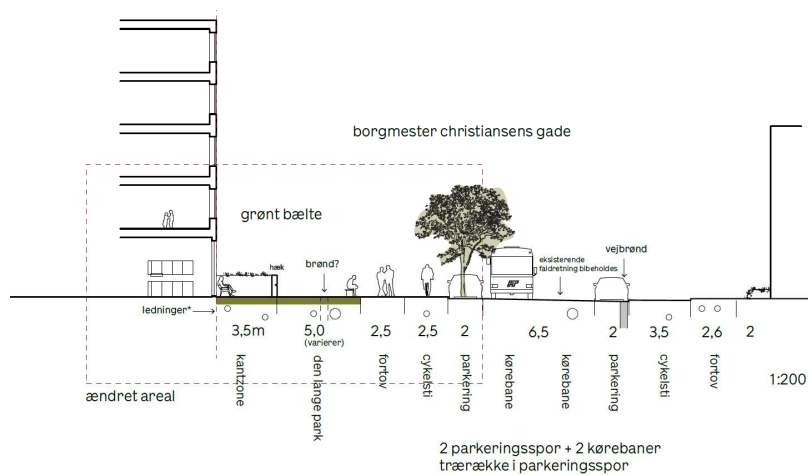 borgmester christiansens gade
grønt bælte
vejbrønd
eksisterende
faldretning bibeholdes
brønd?
hæk
ledninger*
3,5m
5,0
(varierer)
2,5
2,5
2
6,5
2
3,5
2,6
2
kantzone
den lange park
fortov
cykelsti
parkering
kørebane
kørebane
parkering
cykelsti
fortov
1:200
ændret areal
2 parkeringsspor + 2 kørebaner
trærække i parkeringsspor